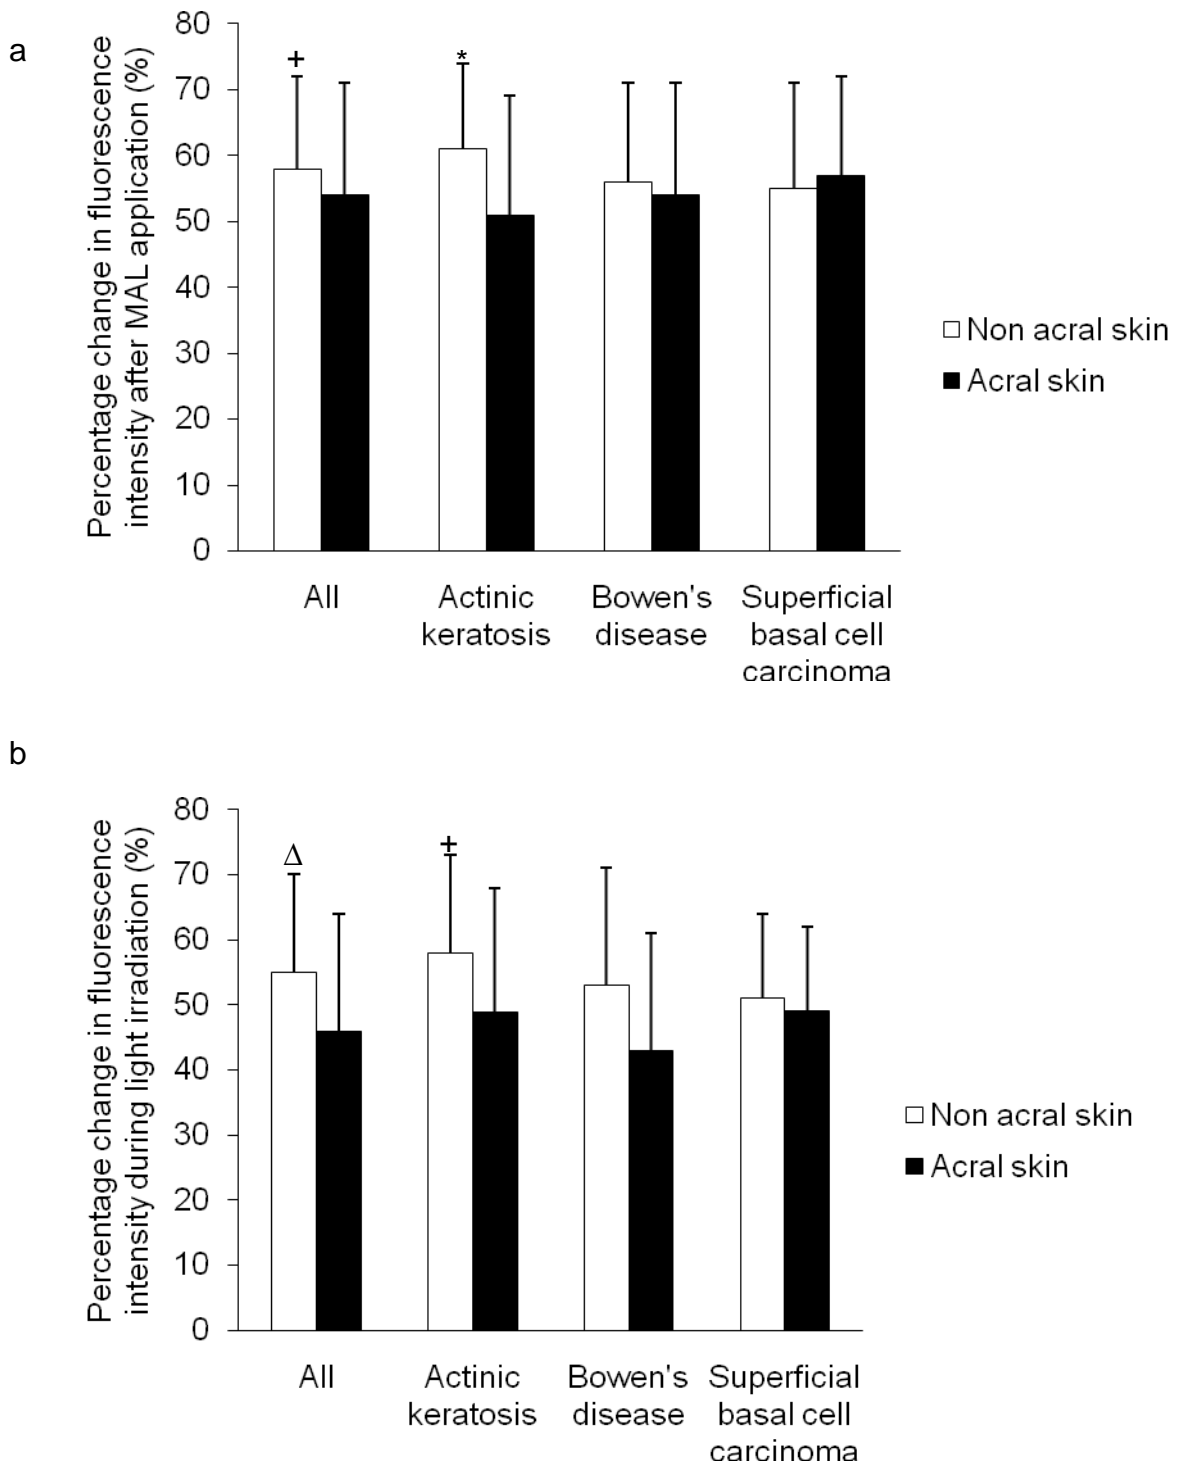 a
Percentage change in fluorescence
intensity after MAL application (%)
80
70
60
50
40
30
20
10
0
+
*
All
Actinic
keratosis
Bowen's
disease
Superficial
basal cell
carcinoma
Non acral skin
Acral skin
b
Percentage change in fluorescence
intensity during light irradiation (%)
80
70
60
50
40
30
20
10
0
Δ
+
All
Actinic
keratosis
Bowen's
disease
Superficial
basal cell
carcinoma
Non acral skin
Acral skin